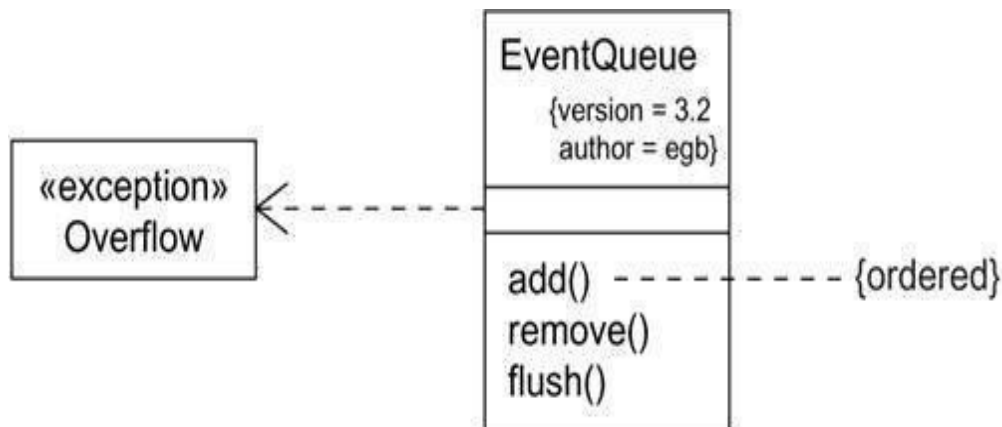 EventQueue
{version = 3.2
author = egb}
«exception»
Overflow
add()
{ordered}
remove()
flush()